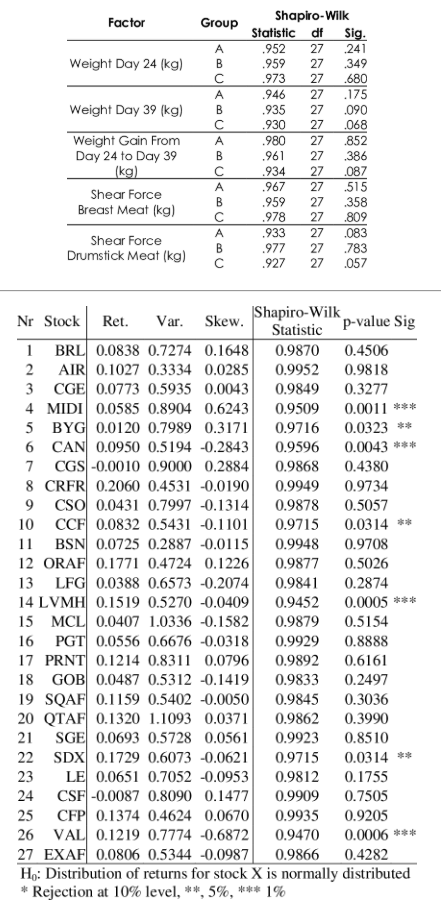 Factor Group Shapiro-Wilk
Statistic df Sig.
A .952 27 .241
Weight Day 24 (kg) B .959 27 .349
C .973 27 .680
A .946 27 .175
Weight Day 39 (kg) B .935 27 .090
C .930 27 .068
Weight Gain From A .980 27 .852
Day 24 to Day 39 B .961 27 .386
(kg) C .934 27 .087
Shear Force A .967 27 .515
Breast Meat (kg) B .959 27 .358
C .978 27 .809
Shear Force A .933 27 .083
Drumstick Meat (kg) B .977 27 .783
C .927 27 .057
Nr Stock Ret. Var. Skew. Shapiro-Wilk Statistic p-value Sig
1 BRL 0.0838 0.7274 0.1648 0.9870 0.4506
2 AIR 0.1027 0.3334 0.0285 0.9952 0.9818
3 CGE 0.0773 0.5935 0.0043 0.9849 0.3277
4 MIDI 0.0585 0.8904 0.6243 0.9509 0.0011 ***
5 BYG 0.0120 0.7989 0.3171 0.9716 0.0323 **
6 CAN 0.0950 0.5194 -0.2843 0.9596 0.0043 ***
7 CGS -0.0010 0.9000 0.2884 0.9868 0.4380
8 CRFR 0.2060 0.4531 -0.0190 0.9949 0.9734
9 CSO 0.0431 0.7997 -0.1314 0.9878 0.5057
10 CCF 0.0832 0.5431 -0.1101 0.9715 0.0314 **
11 BSN 0.0725 0.2887 -0.0115 0.9948 0.9708
12 ORAF 0.1771 0.4724 0.1226 0.9877 0.5026
13 LFG 0.0388 0.6573 -0.2074 0.9841 0.2874
14 LVMH 0.1519 0.5270 -0.0409 0.9452 0.0005 ***
15 MCL 0.0407 1.0336 -0.1582 0.9879 0.5154
16 PGT 0.0556 0.6676 -0.0318 0.9929 0.8888
17 PRNT 0.1214 0.8311 0.0796 0.9892 0.6161
18 GOB 0.0487 0.5312 -0.1419 0.9833 0.2497
19 SQAF 0.1159 0.5402 -0.0050 0.9845 0.3036
20 QTAF 0.1320 1.1093 0.0371 0.9862 0.3990
21 SGE 0.0693 0.5728 0.0561 0.9923 0.8510
22 SDX 0.1729 0.6073 -0.0621 0.9715 0.0314 **
23 LE 0.0651 0.7052 -0.0953 0.9812 0.1755
24 CSF -0.0087 0.8090 0.1477 0.9909 0.7505
25 CFP 0.1374 0.4624 0.0670 0.9935 0.9205
26 VAL 0.1219 0.7774 -0.6872 0.9470 0.0006 ***
27 EXAF 0.0806 0.5344 -0.0987 0.9866 0.4282
H₀: Distribution of returns for stock X is normally distributed
* Rejection at 10% level, **, 5%, *** 1%